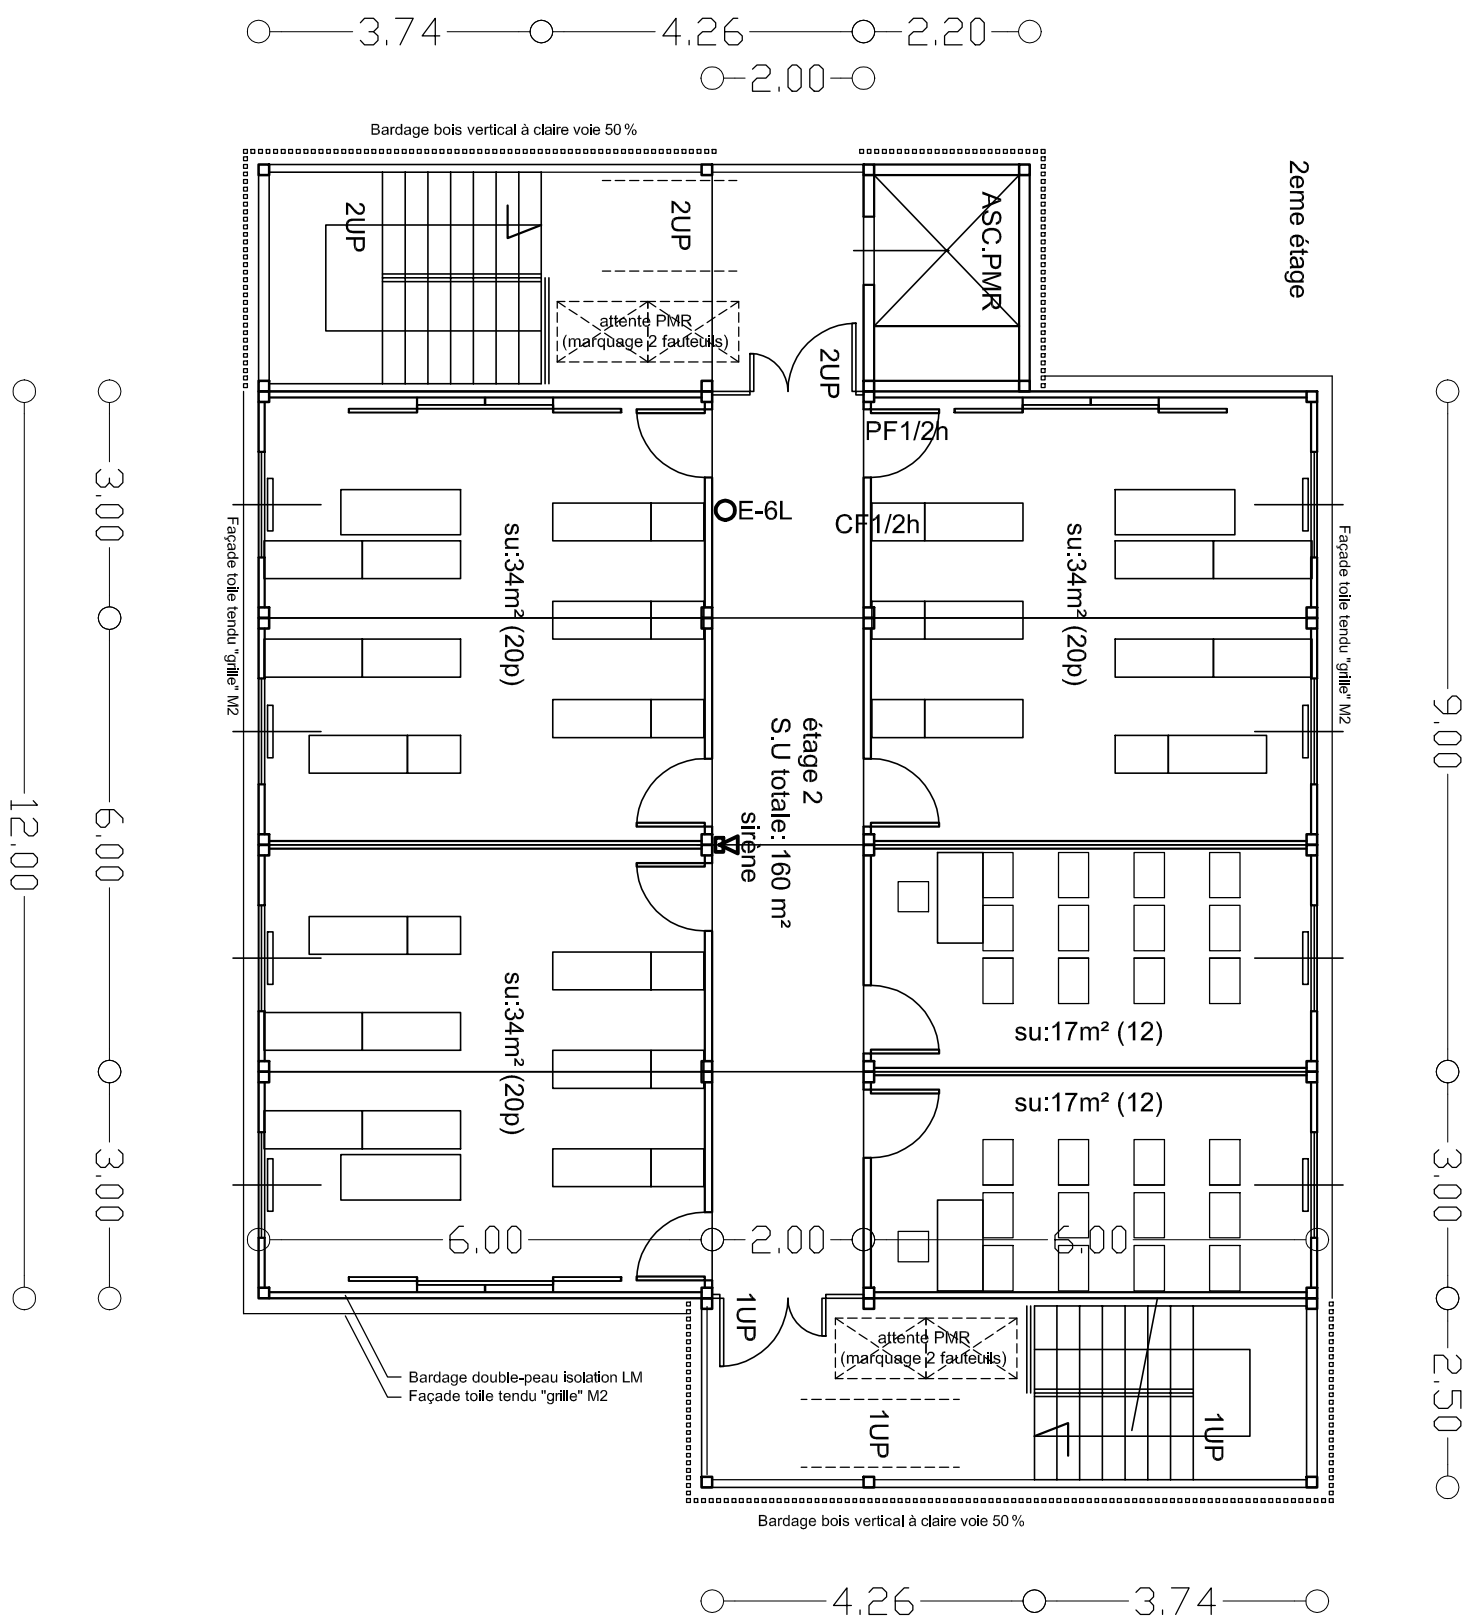 3.74
4.26
2.20
2.00
Bardage bois vertical à claire voie 50%
2eme étage
2UP
2UP
ASC.PMR
attente PMR
(marquage 2 fauteuils)
2UP
PF1/2h
E-6L
CF1/2h
3.00
Façade toile tendu "grille" M2
su:34m² (20p)
su:34m² (20p)
Façade toile tendu "grille" M2
9.00
étage 2
S.U totale: 160 m²
sirène
12.00
6.00
su:34m² (20p)
su:17m² (12)
su:17m² (12)
3.00
3.00
6.00
2.00
6.00
1UP
attente PMR
(marquage 2 fauteuils)
Bardage double-peau isolation LM
Façade toile tendu "grille" M2
2.50
1UP
1UP
Bardage bois vertical à claire voie 50%
4.26
3.74